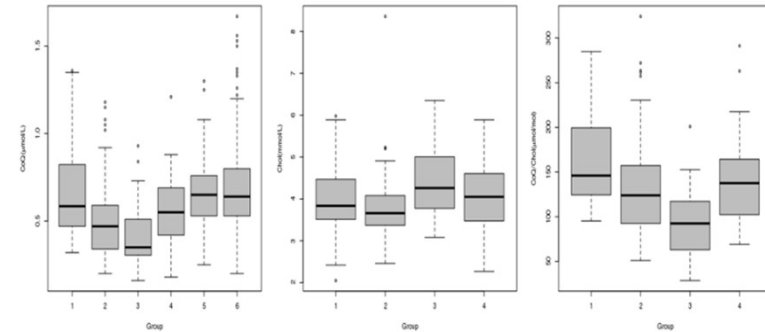 CoQ(μmol/L)
1.5
1.0
0.5
1 2 3 4 5 6
Group
Chol(mmol/L)
8
7
6
5
4
3
2
1 2 3 4
Group
CoQ/Chol(μmol/mol)
300
250
200
150
100
50
1 2 3 4
Group